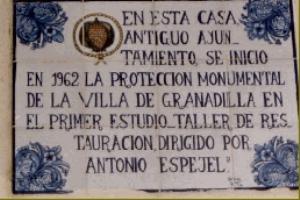 EN ESTA CASA,
ANTIGUO AJUN_
TAMIENTO, SE INICIO
EN 1962 LA PROTECCION MONUMENTAL
DE LA VILLA DE GRANADILLA EN
EL PRIMER ESTUDIO_TALLER DE RES_
TAURACION, DIRIGIDO POR
ANTONIO ESPEJEL"